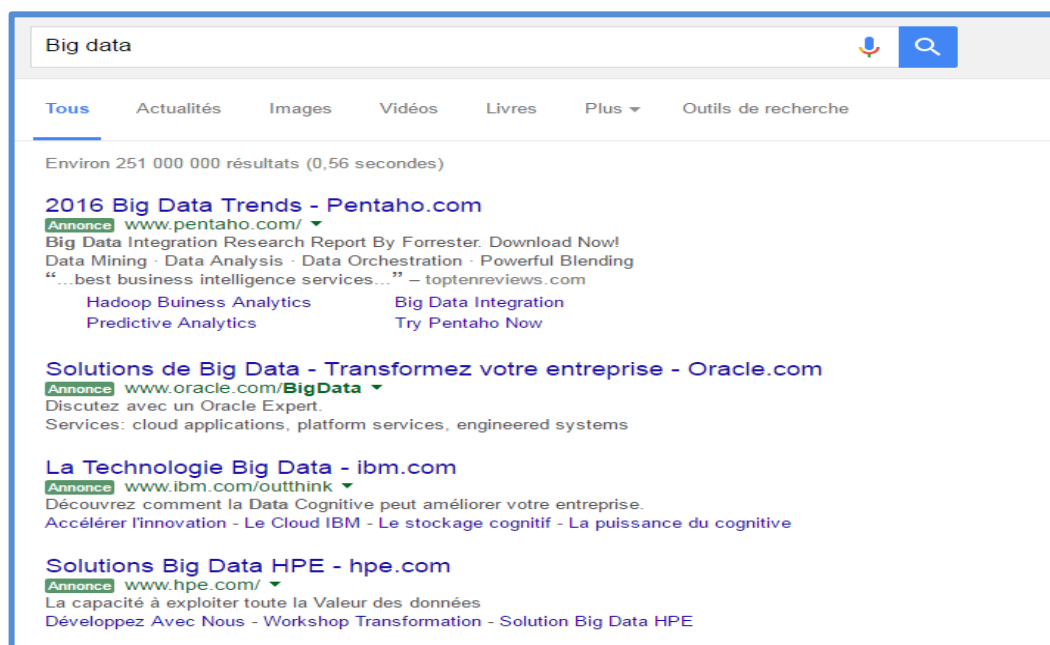 Big data
Tous Actualités Images Vidéos Livres Plus Outils de recherche
Environ 251 000 000 résultats (0,56 secondes)
2016 Big Data Trends - Pentaho.com
Annonce www.pentaho.com/
Big Data Integration Research Report By Forrester. Download Now!
Data Mining · Data Analysis · Data Orchestration · Powerful Blending
“...best business intelligence services...” – toptenreviews.com
Hadoop Buiness Analytics Big Data Integration
Predictive Analytics Try Pentaho Now
Solutions de Big Data - Transformez votre entreprise - Oracle.com
Annonce www.oracle.com/BigData
Discutez avec un Oracle Expert.
Services: cloud applications, platform services, engineered systems
La Technologie Big Data - ibm.com
Annonce www.ibm.com/outthink
Découvrez comment la Data Cognitive peut améliorer votre entreprise.
Accélérer l'innovation - Le Cloud IBM - Le stockage cognitif - La puissance du cognitive
Solutions Big Data HPE - hpe.com
Annonce www.hpe.com/
La capacité à exploiter toute la Valeur des données
Développez Avec Nous - Workshop Transformation - Solution Big Data HPE